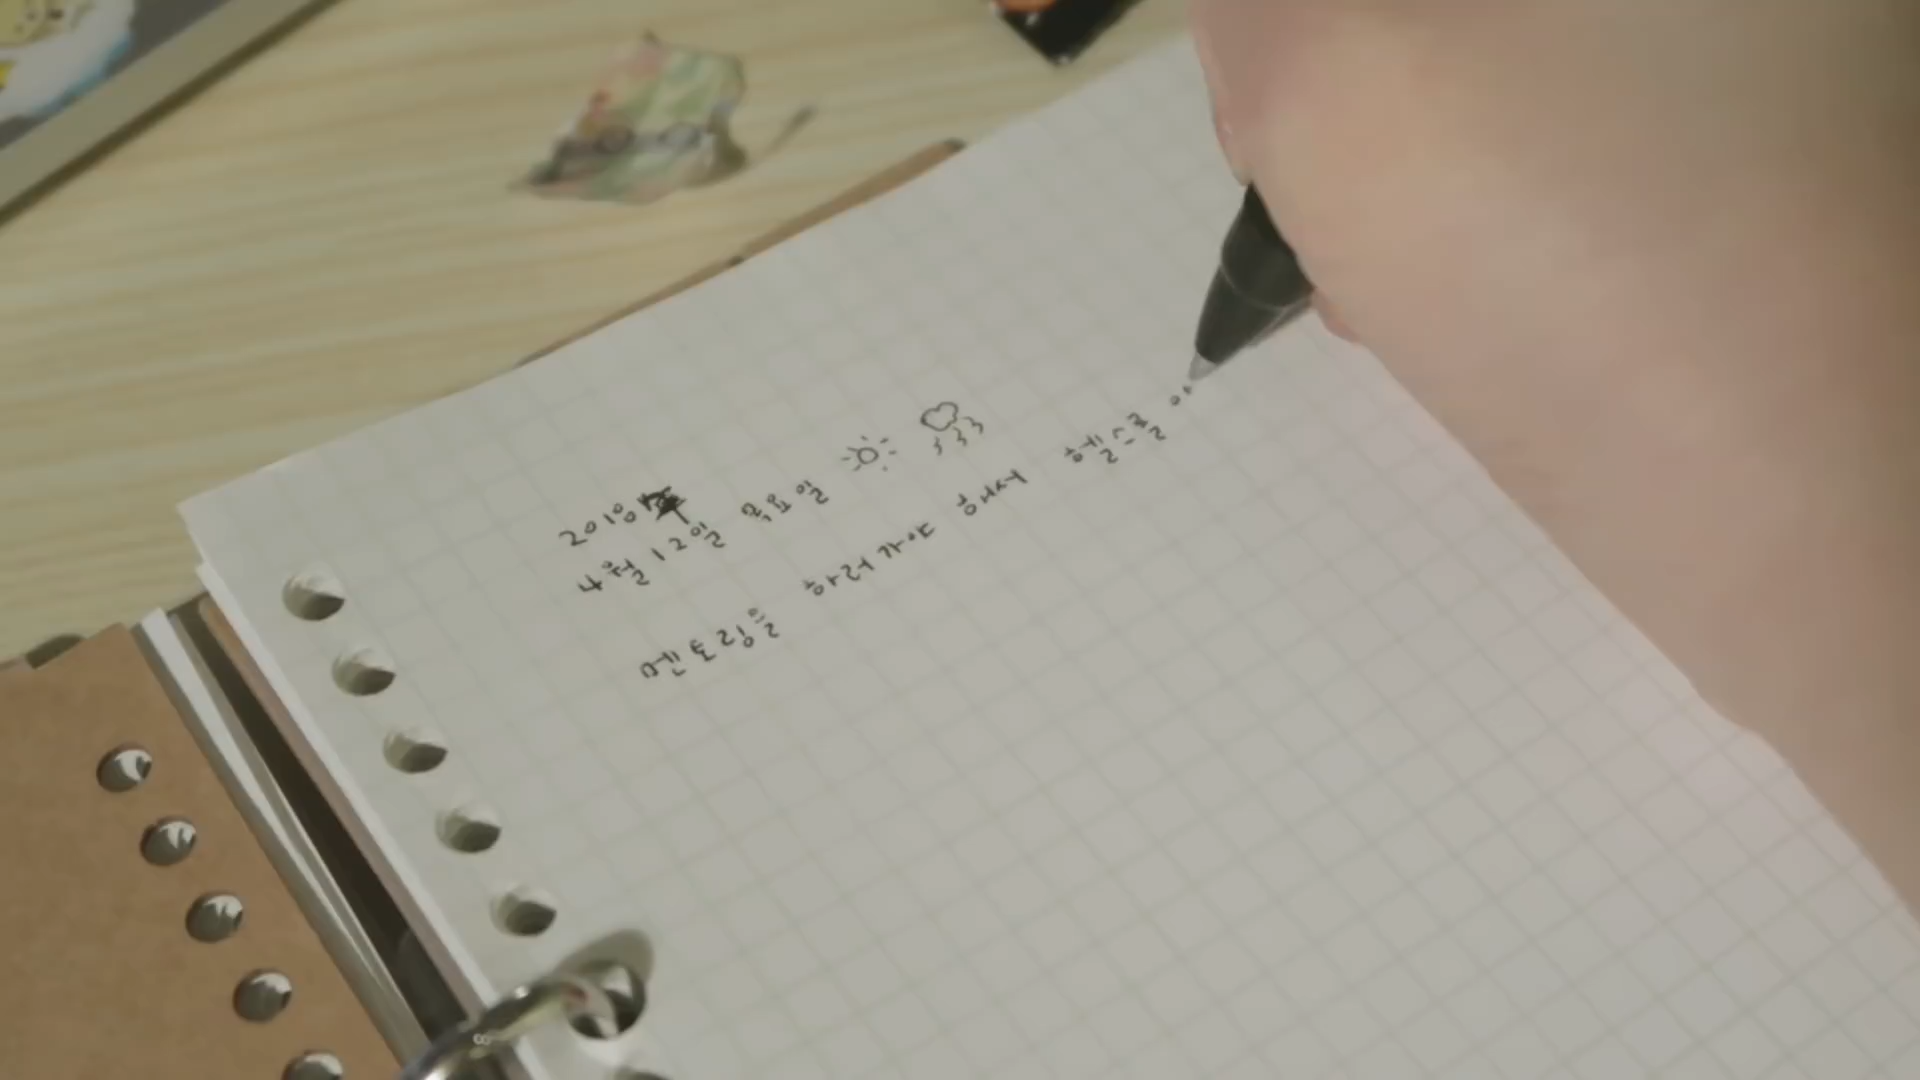 2018年
4월 12일 목요일
멘토링을 하러가야 해서 헬스를